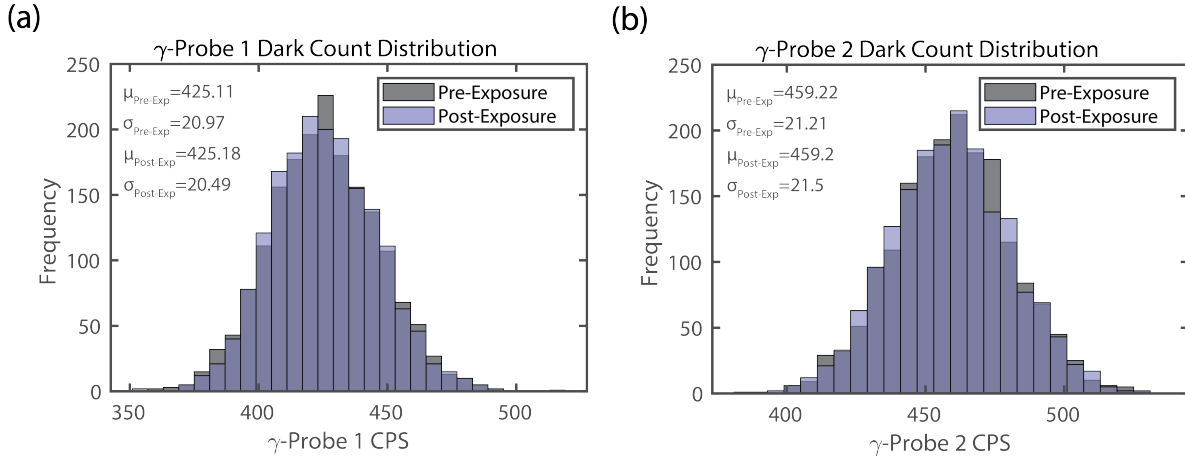 (a)
γ-Probe 1 Dark Count Distribution
250
200
150
100
50
0
Frequency
μPre-Exp=425.11
σPre-Exp=20.97
μPost-Exp=425.18
σPost-Exp=20.49
Pre-Exposure
Post-Exposure
350 400 450 500
γ-Probe 1 CPS
(b)
γ-Probe 2 Dark Count Distribution
250
200
150
100
50
0
Frequency
μPre-Exp=459.22
σPre-Exp=21.21
μPost-Exp=459.2
σPost-Exp=21.5
Pre-Exposure
Post-Exposure
400 450 500
γ-Probe 2 CPS